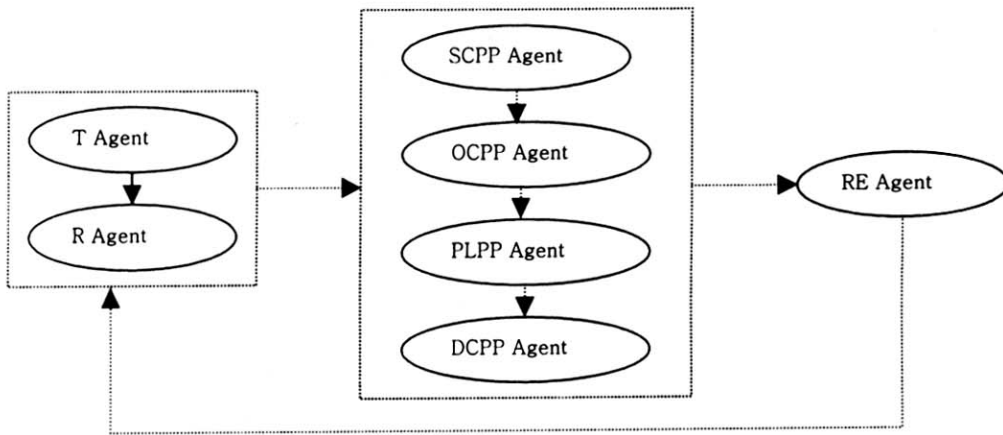 T Agent
R Agent
SCPP Agent
OCPP Agent
PLPP Agent
DCPP Agent
RE Agent